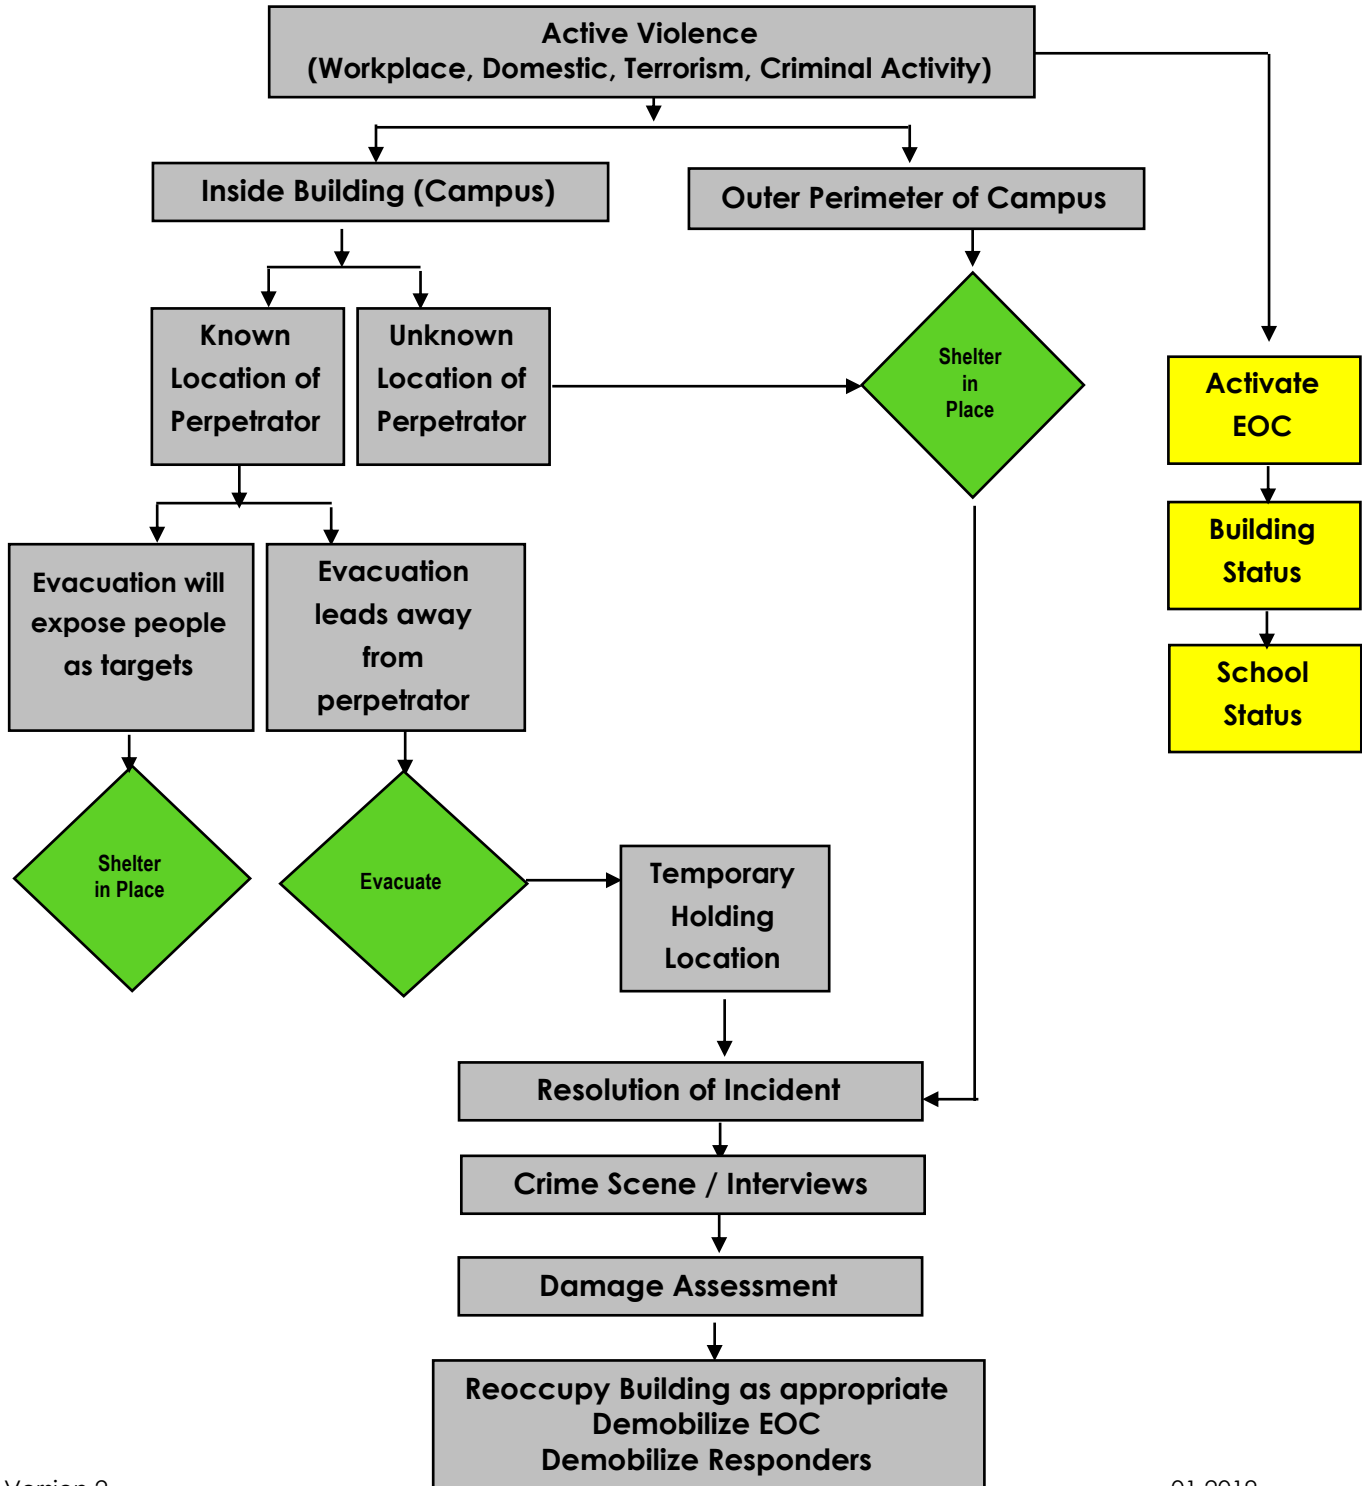 Active Violence
(Workplace, Domestic, Terrorism, Criminal Activity)
Inside Building (Campus)
Outer Perimeter of Campus
Known
Location of
Perpetrator
Unknown
Location of
Perpetrator
Shelter
in
Place
Activate
EOC
Building
Status
School
Status
Evacuation will
expose people
as targets
Evacuation
leads away
from
perpetrator
Shelter
in Place
Evacuate
Temporary
Holding
Location
Resolution of Incident
Crime Scene / Interviews
Damage Assessment
Reoccupy Building as appropriate
Demobilize EOC
Demobilize Responders